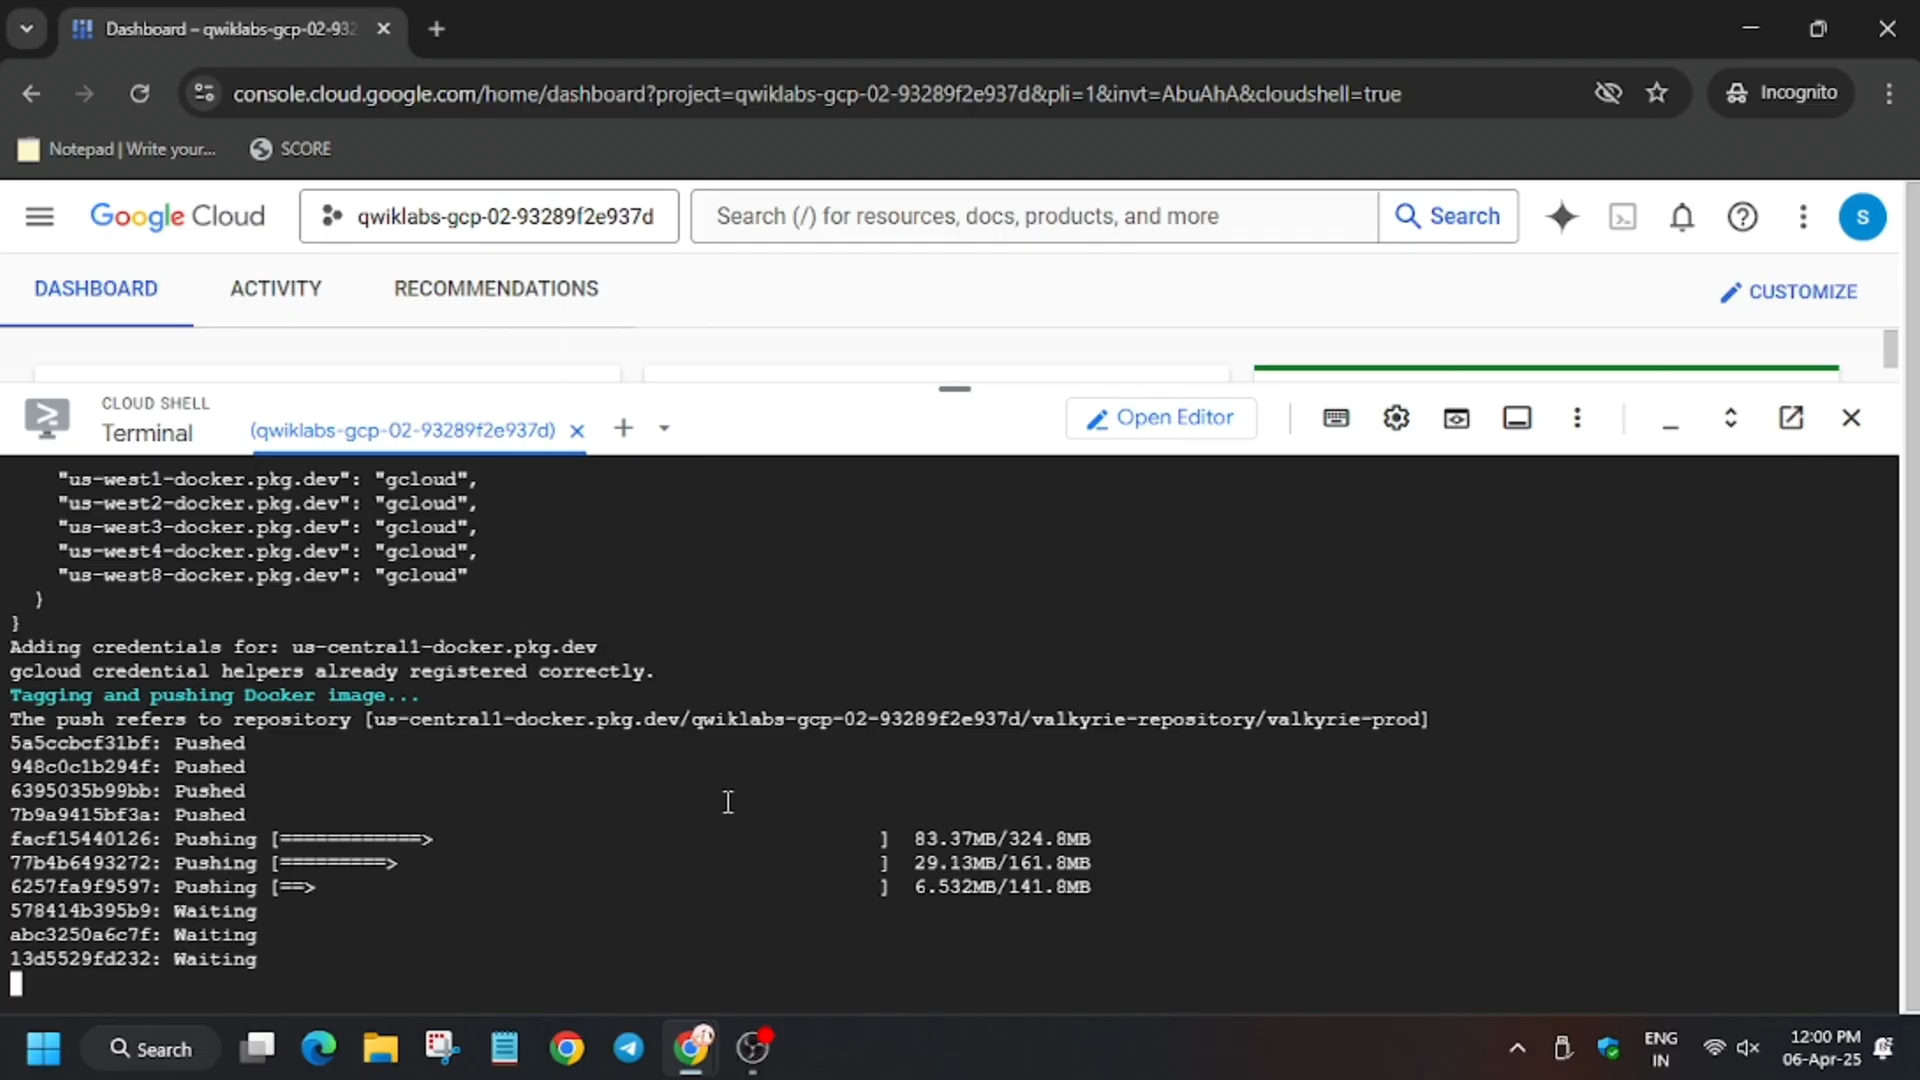 Dashboard – qwiklabs-gcp-02-932
console.cloud.google.com/home/dashboard?project=qwiklabs-gcp-02-93289f2e937d&pli=1&invt=AbuAhA&cloudshell=true
Incognito
Notepad | Write your...
SCORE
Google Cloud
qwiklabs-gcp-02-93289f2e937d
Search (/) for resources, docs, products, and more
Search
S
DASHBOARD
ACTIVITY
RECOMMENDATIONS
CUSTOMIZE
CLOUD SHELL
Terminal
(qwiklabs-gcp-02-93289f2e937d)
Open Editor
"us-west1-docker.pkg.dev": "gcloud",
"us-west2-docker.pkg.dev": "gcloud",
"us-west3-docker.pkg.dev": "gcloud",
"us-west4-docker.pkg.dev": "gcloud",
"us-west8-docker.pkg.dev": "gcloud"
}
}
Adding credentials for: us-central1-docker.pkg.dev
gcloud credential helpers already registered correctly.
Tagging and pushing Docker image...
The push refers to repository [us-central1-docker.pkg.dev/qwiklabs-gcp-02-93289f2e937d/valkyrie-repository/valkyrie-prod]
5a5ccbcf31bf: Pushed
948c0c1b294f: Pushed
6395035b99bb: Pushed
7b9a9415bf3a: Pushed
facf15440126: Pushing [============> ] 83.37MB/324.8MB
77b4b6493272: Pushing [=========> ] 29.13MB/161.8MB
6257fa9f9597: Pushing [==> ] 6.532MB/141.8MB
578414b395b9: Waiting
abc3250a6c7f: Waiting
13d5529fd232: Waiting
Search
ENG
IN
12:00 PM
06-Apr-25